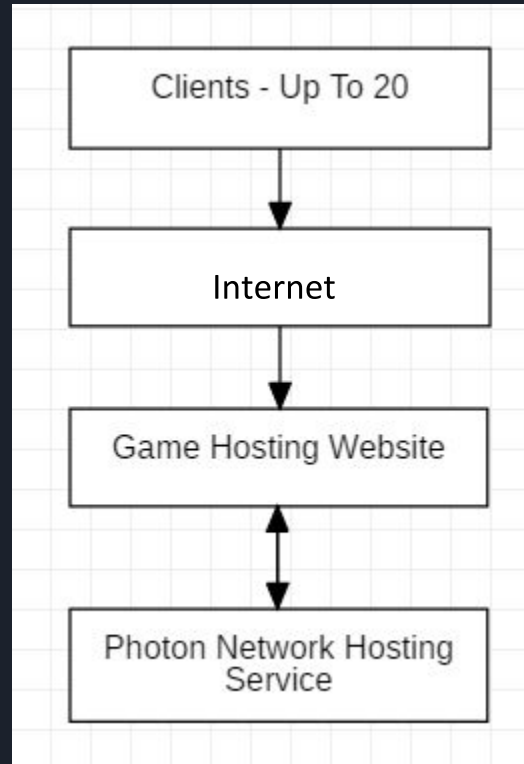 Clients - Up To 20
Internet
Game Hosting Website
Photon Network Hosting
Service